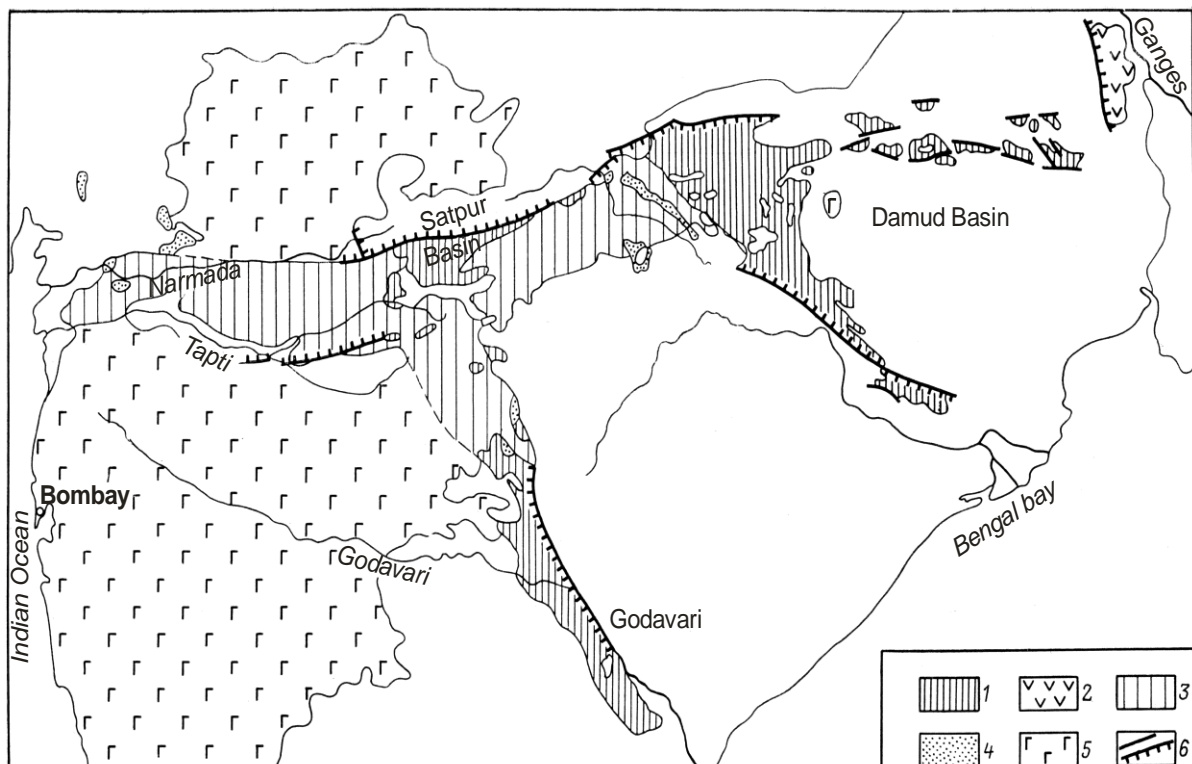 Ganges
Satpur
Basin
Damud Basin
Narmada
Tapti
Bombay
Indian Ocean
Godavari
Bengal bay
Godavari
1 2 3
4 5 6